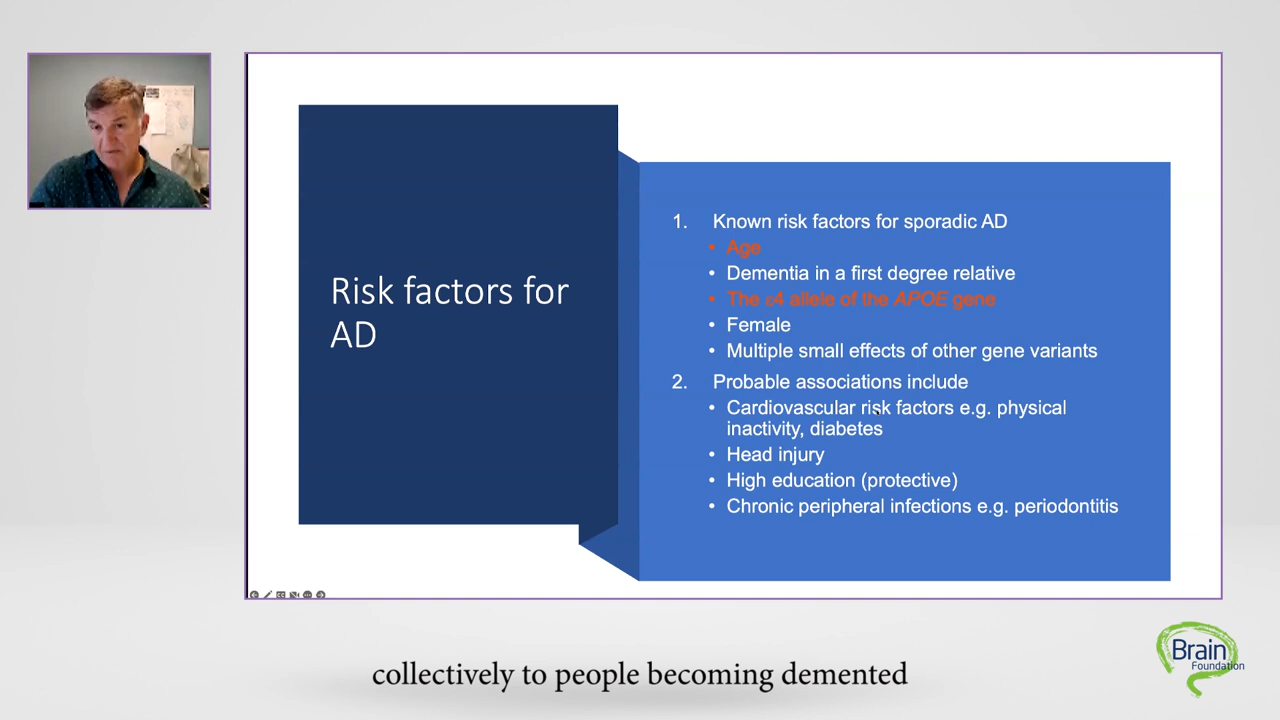 Risk factors for
AD
1. Known risk factors for sporadic AD
• Age
• Dementia in a first degree relative
• The ε4 allele of the APOE gene
• Female
• Multiple small effects of other gene variants
2. Probable associations include
• Cardiovascular risk factors e.g. physical
inactivity, diabetes
• Head injury
• High education (protective)
• Chronic peripheral infections e.g. periodontitis
collectively to people becoming demented
Brain
Foundation